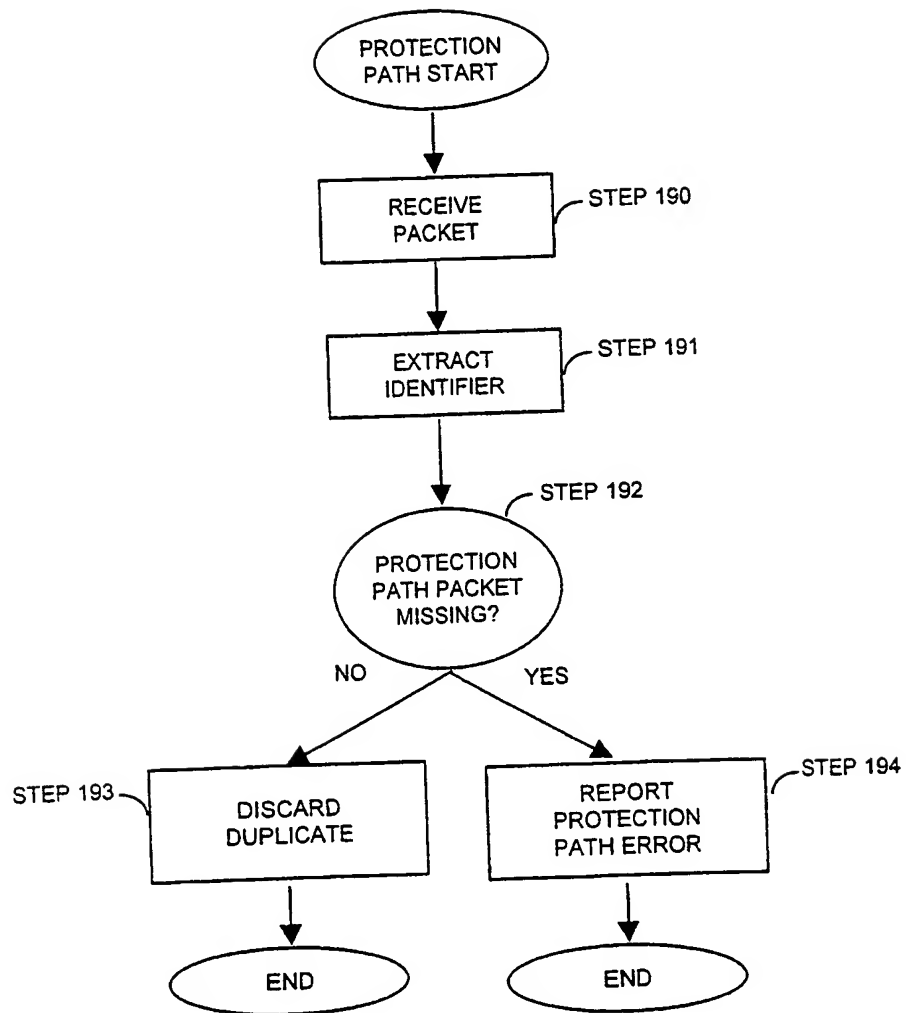 PROTECTION
PATH START
RECEIVE
PACKET
STEP 190
EXTRACT
IDENTIFIER
STEP 191
STEP 192
PROTECTION
PATH PACKET
MISSING?
NO
YES
STEP 193
DISCARD
DUPLICATE
REPORT
PROTECTION
PATH ERROR
STEP 194
END
END